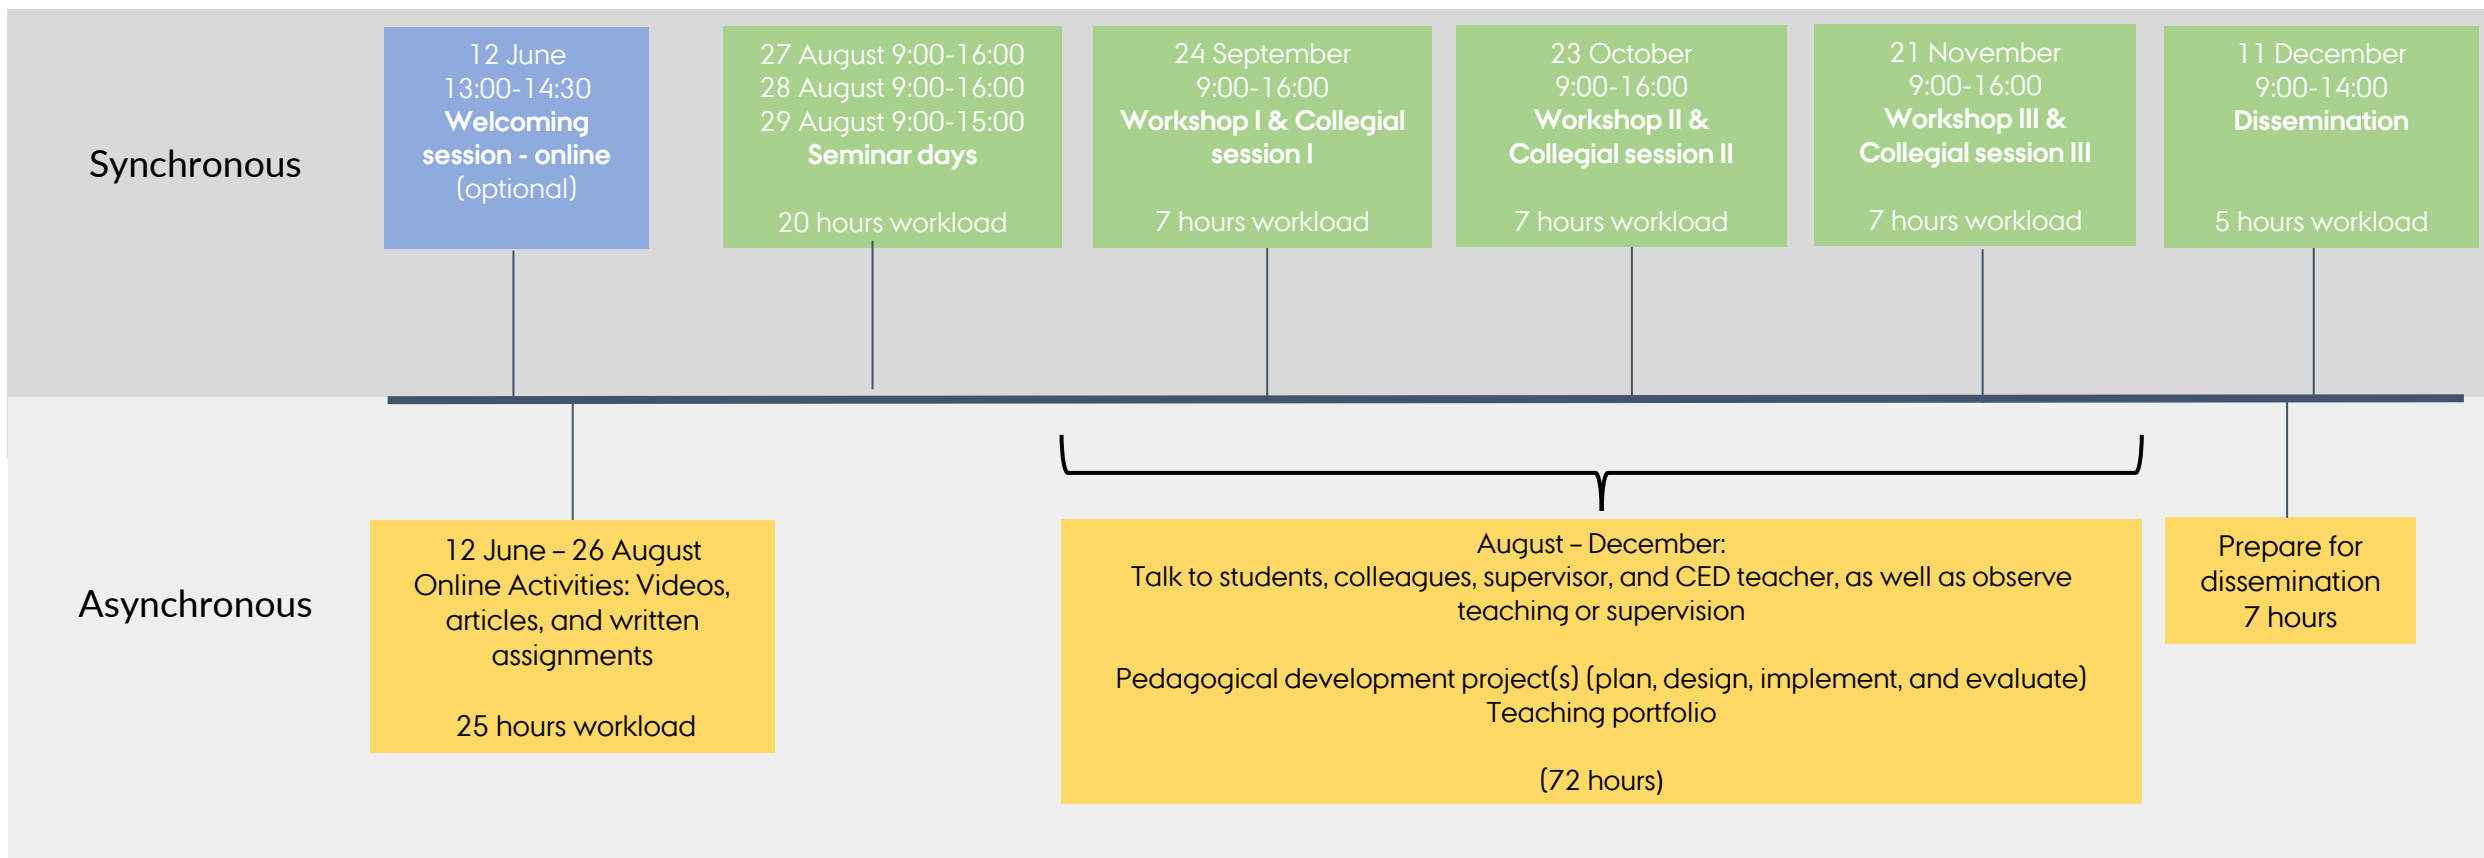 Synchronous
12 June
13:00-14:30
Welcoming
session - online
(optional)
27 August 9:00-16:00
28 August 9:00-16:00
29 August 9:00-15:00
Seminar days
20 hours workload
24 September
9:00-16:00
Workshop I & Collegial
session I
7 hours workload
23 October
9:00-16:00
Workshop II &
Collegial session II
7 hours workload
21 November
9:00-16:00
Workshop III &
Collegial session III
7 hours workload
11 December
9:00-14:00
Dissemination
5 hours workload
Asynchronous
12 June – 26 August
Online Activities: Videos,
articles, and written
assignments
25 hours workload
August – December:
Talk to students, colleagues, supervisor, and CED teacher, as well as observe
teaching or supervision
Pedagogical development project(s) (plan, design, implement, and evaluate)
Teaching portfolio
(72 hours)
Prepare for
dissemination
7 hours